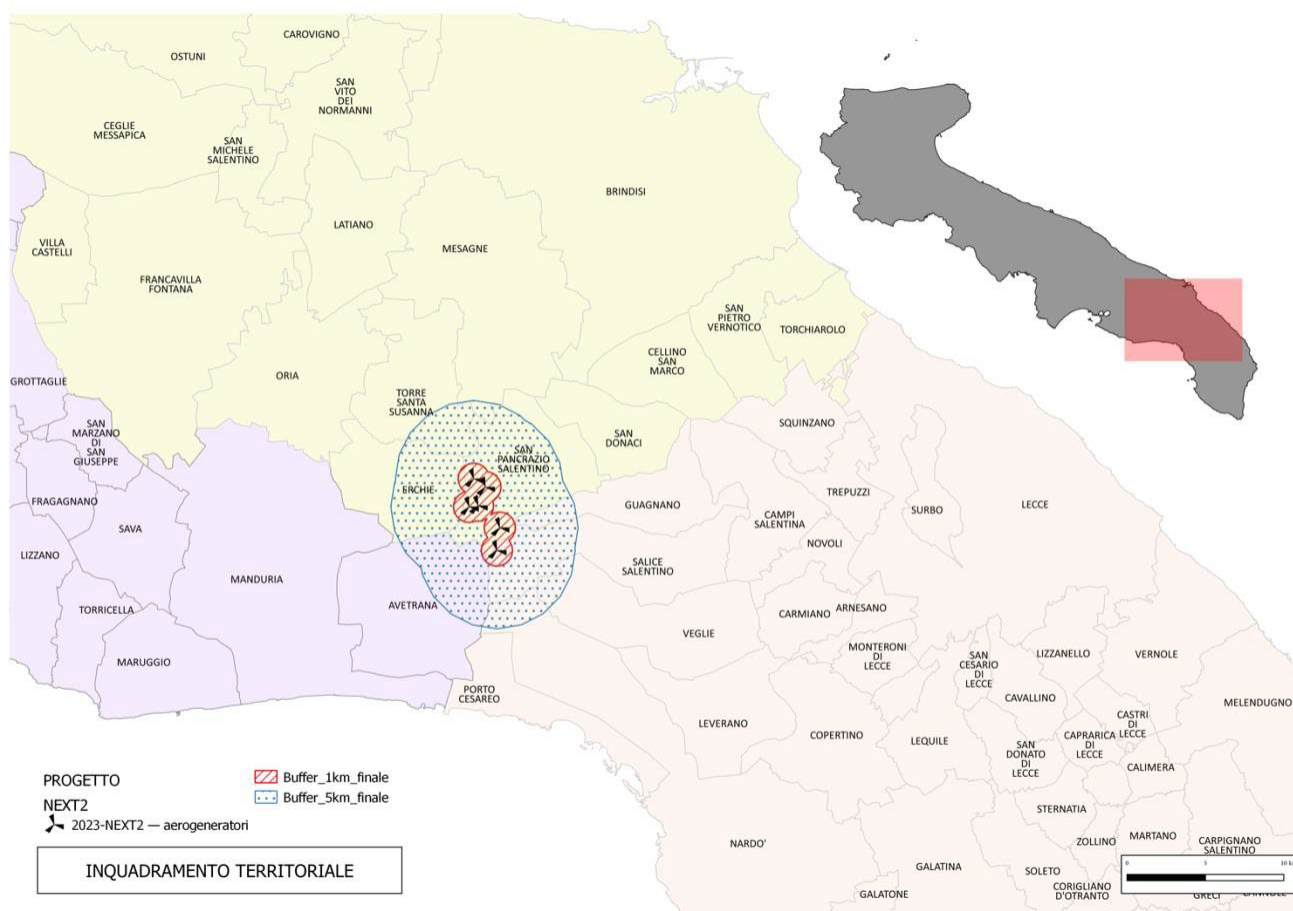 CAROVIGNO
OSTUNI
SAN
VITO
DEI
NORMANNI
CEGLIE
MESSAPICA
SAN
MICHELE
SALENTINO
BRINDISI
LATIANO
MESAGNE
VILLA
CASTELLI
FRANCAVILLA
FONTANA
SAN
PIETRO
VERNOTICO
TORCHIAROLO
CELLINO
SAN
MARCO
GROTTAGLIE
ORIA
TORRE
SANTA
SUSANNA
SAN
MARZANO
DI
SAN
GIUSEPPE
SAN
DONACI
SQUINZANO
SAN
PANCRAZIO
SALENTINO
ERCHIE
FRAGAGNANO
SAVA
GUAGNANO
TREPUZZI
CAMPI
SALENTINA
SURBO
LECCE
NOVOLI
LIZZANO
MANDURIA
SALICE
SALENTINO
TORRICELLA
AVETRANA
CARMIANO
ARNESANO
VEGLIE
MARUGGIO
MONTERONI
DI
LECCE
SAN
CESARIO
DI
LECCE
LIZZANELLO
VERNOLE
PORTO
CESAREO
CAVALLINO
MELENDUGNO
LEVERANO
COPERTINO
LEQUILE
CASTRI
DI
LECCE
CAPRARICA
DI
LECCE
SAN
DONATO
DI
LECCE
CALIMERA
STERNATIA
NARDO'
ZOLLINO
MARTANO
CARPIGNANO
SALENTINO
GALATINA
SOLETO
GALATONE
CORIGLIANO
D'OTRANTO
0 5 10 k
PROGETTO
NEXT2
2023-NEXT2 — aerogeneratori
Buffer_1km_finale
Buffer_5km_finale
INQUADRAMENTO TERRITORIALE